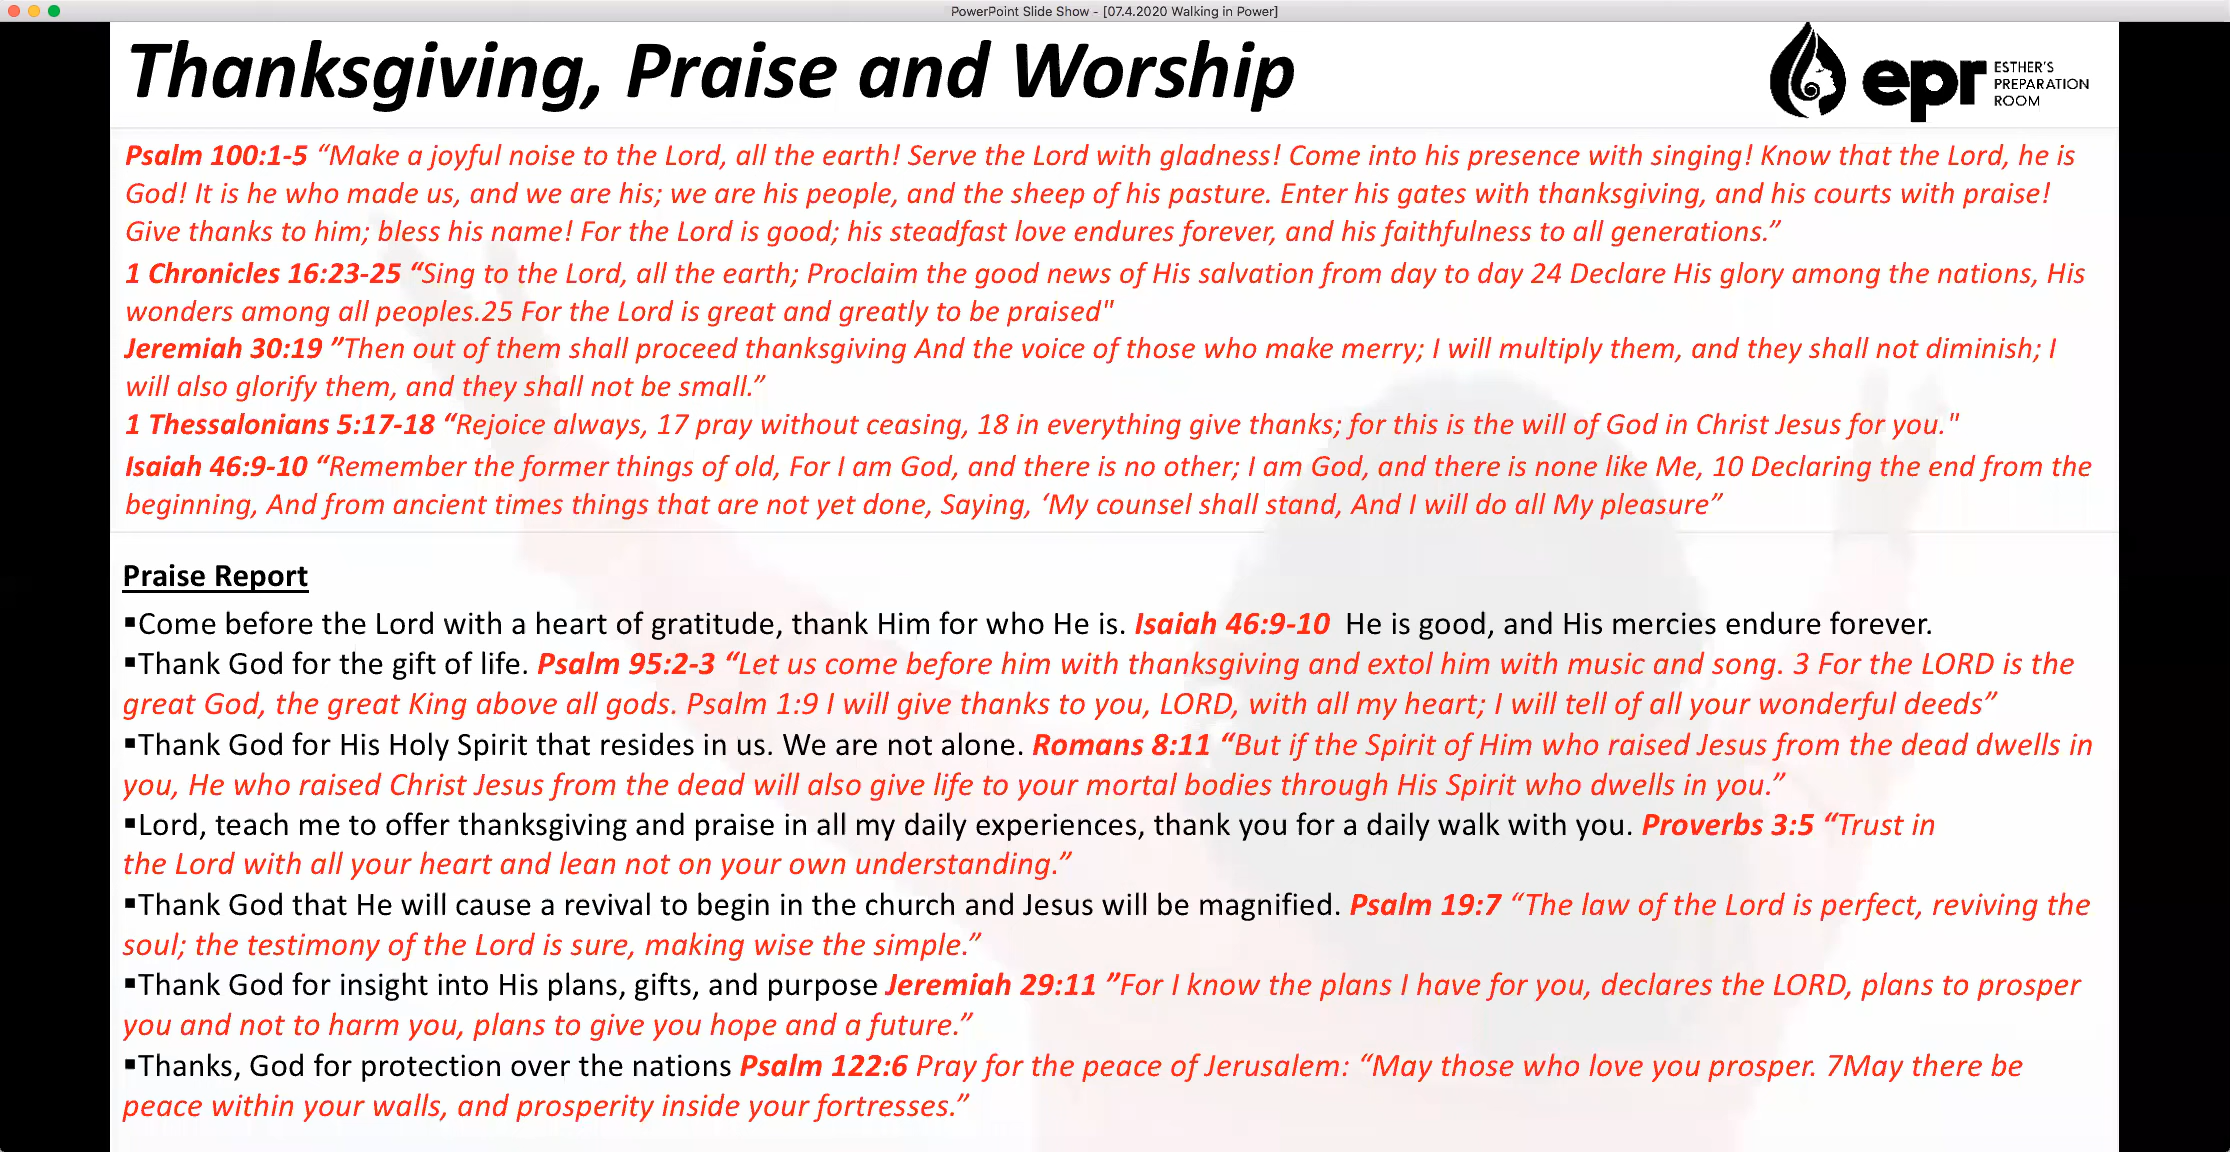 PowerPoint Slide Show - [07.4.2020 Walking in Power]
Thanksgiving, Praise and Worship
epr
ESTHER'S
PREPARATION
ROOM
Psalm 100:1-5 “Make a joyful noise to the Lord, all the earth! Serve the Lord with gladness! Come into his presence with singing! Know that the Lord, he is
God! It is he who made us, and we are his; we are his people, and the sheep of his pasture. Enter his gates with thanksgiving, and his courts with praise!
Give thanks to him; bless his name! For the Lord is good; his steadfast love endures forever, and his faithfulness to all generations.”
1 Chronicles 16:23-25 “Sing to the Lord, all the earth; Proclaim the good news of His salvation from day to day 24 Declare His glory among the nations, His
wonders among all peoples.25 For the Lord is great and greatly to be praised"
Jeremiah 30:19 ”Then out of them shall proceed thanksgiving And the voice of those who make merry; I will multiply them, and they shall not diminish; I
will also glorify them, and they shall not be small.”
1 Thessalonians 5:17-18 “Rejoice always, 17 pray without ceasing, 18 in everything give thanks; for this is the will of God in Christ Jesus for you."
Isaiah 46:9-10 “Remember the former things of old, For I am God, and there is no other; I am God, and there is none like Me, 10 Declaring the end from the
beginning, And from ancient times things that are not yet done, Saying, ‘My counsel shall stand, And I will do all My pleasure”
Praise Report
▪Come before the Lord with a heart of gratitude, thank Him for who He is. Isaiah 46:9-10  He is good, and His mercies endure forever.
▪Thank God for the gift of life. Psalm 95:2-3 “Let us come before him with thanksgiving and extol him with music and song. 3 For the LORD is the
great God, the great King above all gods. Psalm 1:9 I will give thanks to you, LORD, with all my heart; I will tell of all your wonderful deeds”
▪Thank God for His Holy Spirit that resides in us. We are not alone. Romans 8:11 “But if the Spirit of Him who raised Jesus from the dead dwells in
you, He who raised Christ Jesus from the dead will also give life to your mortal bodies through His Spirit who dwells in you.”
▪Lord, teach me to offer thanksgiving and praise in all my daily experiences, thank you for a daily walk with you. Proverbs 3:5 “Trust in
the Lord with all your heart and lean not on your own understanding.”
▪Thank God that He will cause a revival to begin in the church and Jesus will be magnified. Psalm 19:7 “The law of the Lord is perfect, reviving the
soul; the testimony of the Lord is sure, making wise the simple.”
▪Thank God for insight into His plans, gifts, and purpose Jeremiah 29:11 ”For I know the plans I have for you, declares the LORD, plans to prosper
you and not to harm you, plans to give you hope and a future.”
▪Thanks, God for protection over the nations Psalm 122:6 Pray for the peace of Jerusalem: “May those who love you prosper. 7May there be
peace within your walls, and prosperity inside your fortresses.”